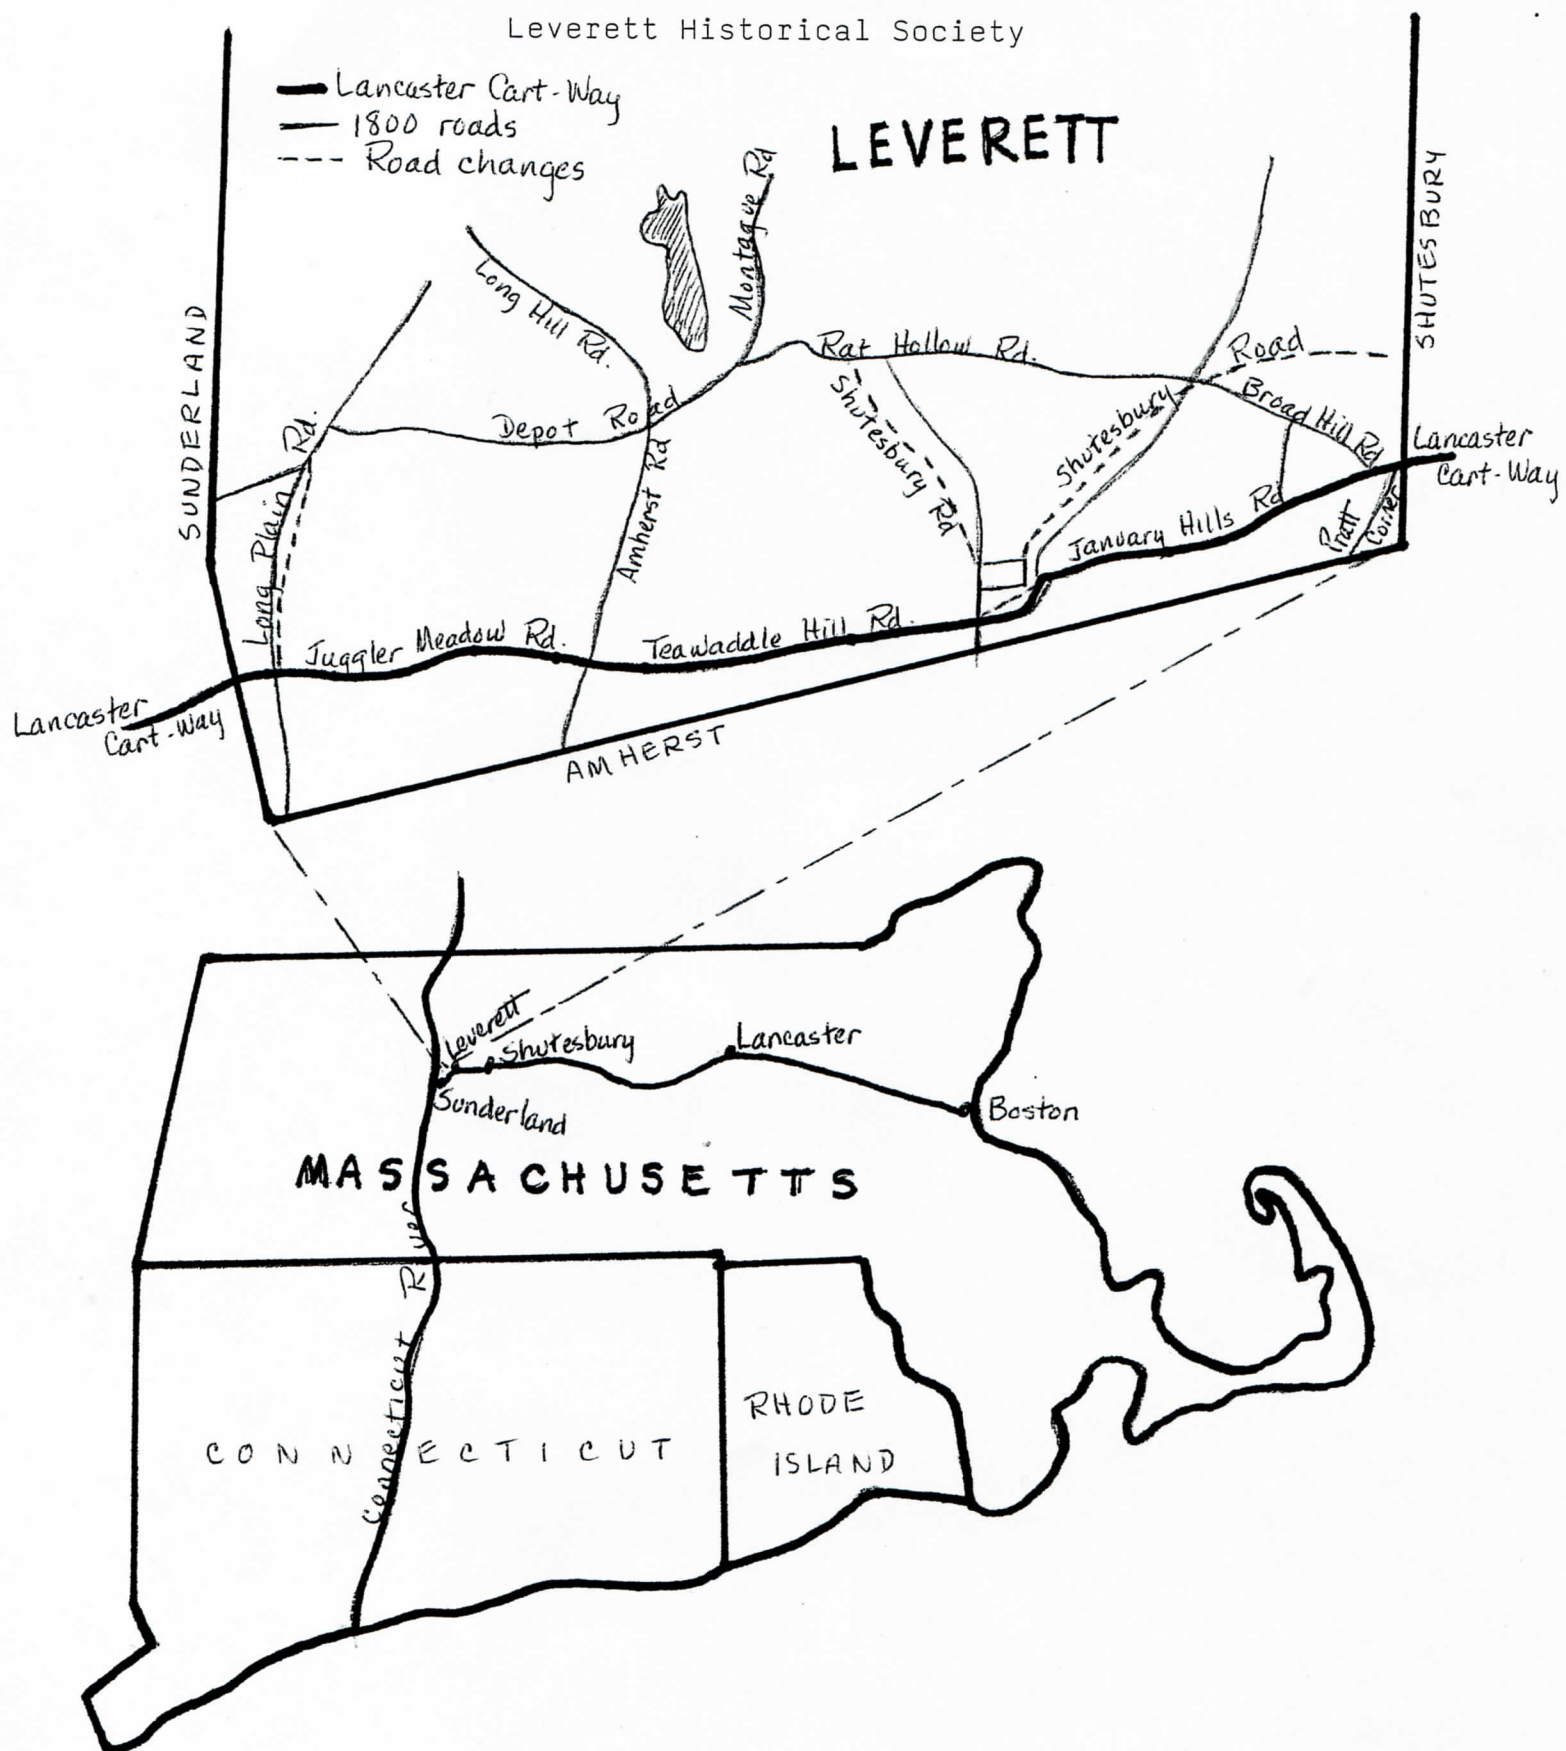 Leverett Historical Society
Lancaster Cart-Way
1800 roads
Road changes
LEVERETT
SUNDERLAND
SHUTESBURY
Long Hill Rd.
Montague Rd
Rat Hollow Rd.
Road
Shutesbury
Broad Hill Rd
Depot Road
Shutesbury Rd
Long Plain Rd.
Amherst Rd
Lancaster
Cart-Way
January Hills Rd
Pratt
Corner
Juggler Meadow Rd.
Teawaddle Hill Rd.
Lancaster
Cart-Way
AMHERST
Leverett
Shutesbury
Lancaster
Sunderland
Boston
MASSACHUSETTS
Connecticut River
CONNECTICUT
RHODE
ISLAND